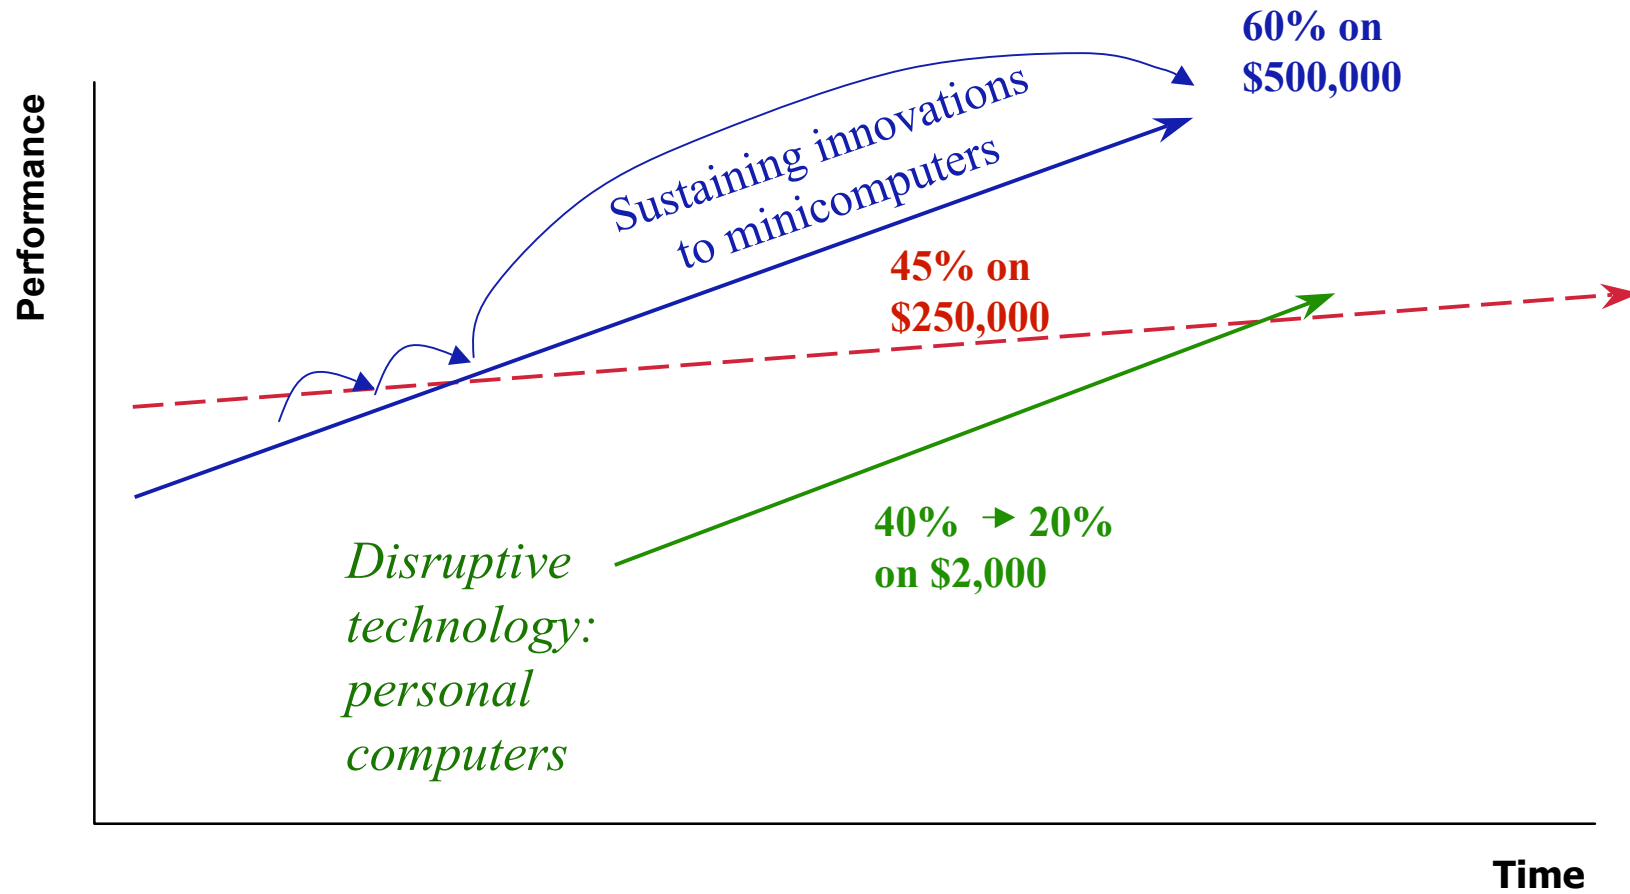 60% on
$500,000
Performance
Sustaining innovations
to minicomputers
45% on
$250,000
40% 20%
on $2,000
Disruptive
technology:
personal
computers
Time